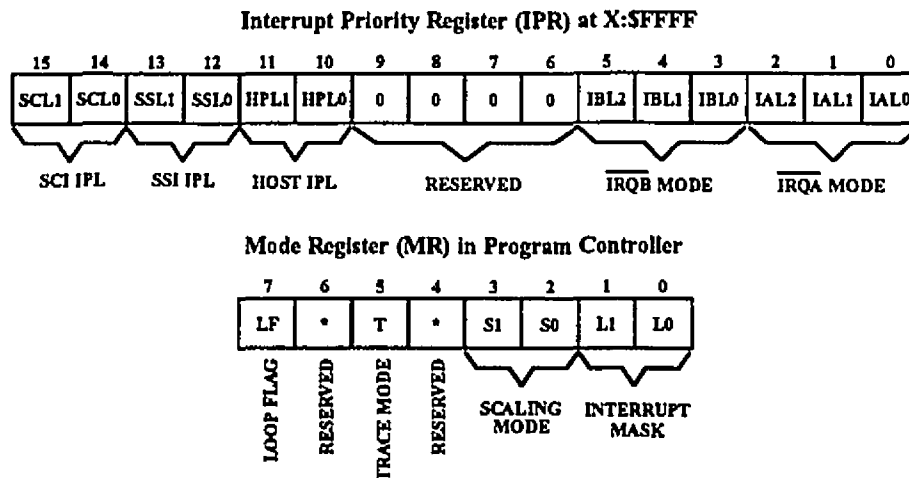 Interrupt Priority Register (IPR) at X:$FFFF
15 14 13 12 11 10 9 8 7 6 5 4 3 2 1 0
SCL1 SCL0 SSL1 SSL0 HPL1 HPL0 0 0 0 0 IBL2 IBL1 IBL0 IAL2 IAL1 IAL0
SCI IPL SSI IPL HOST IPL RESERVED IRQB MODE IRQA MODE
Mode Register (MR) in Program Controller
7 6 5 4 3 2 1 0
LF * T * S1 S0 L1 L0
LOOP FLAG
RESERVED
TRACE MODE
RESERVED
SCALING
MODE
INTERRUPT
MASK